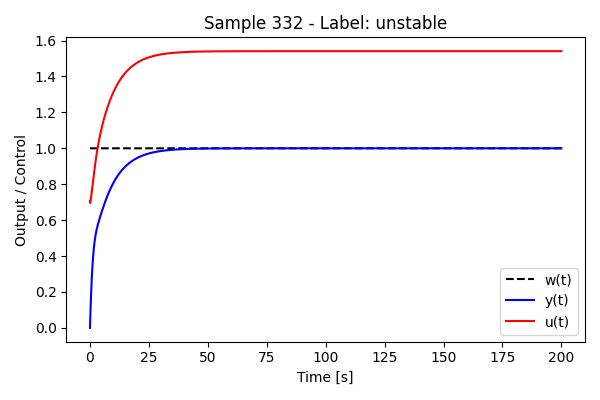 Sample 332 - Label: unstable
Output / Control
1.6
1.4
1.2
1.0
0.8
0.6
0.4
0.2
0.0
w(t)
y(t)
u(t)
0 25 50 75 100 125 150 175 200
Time [s]